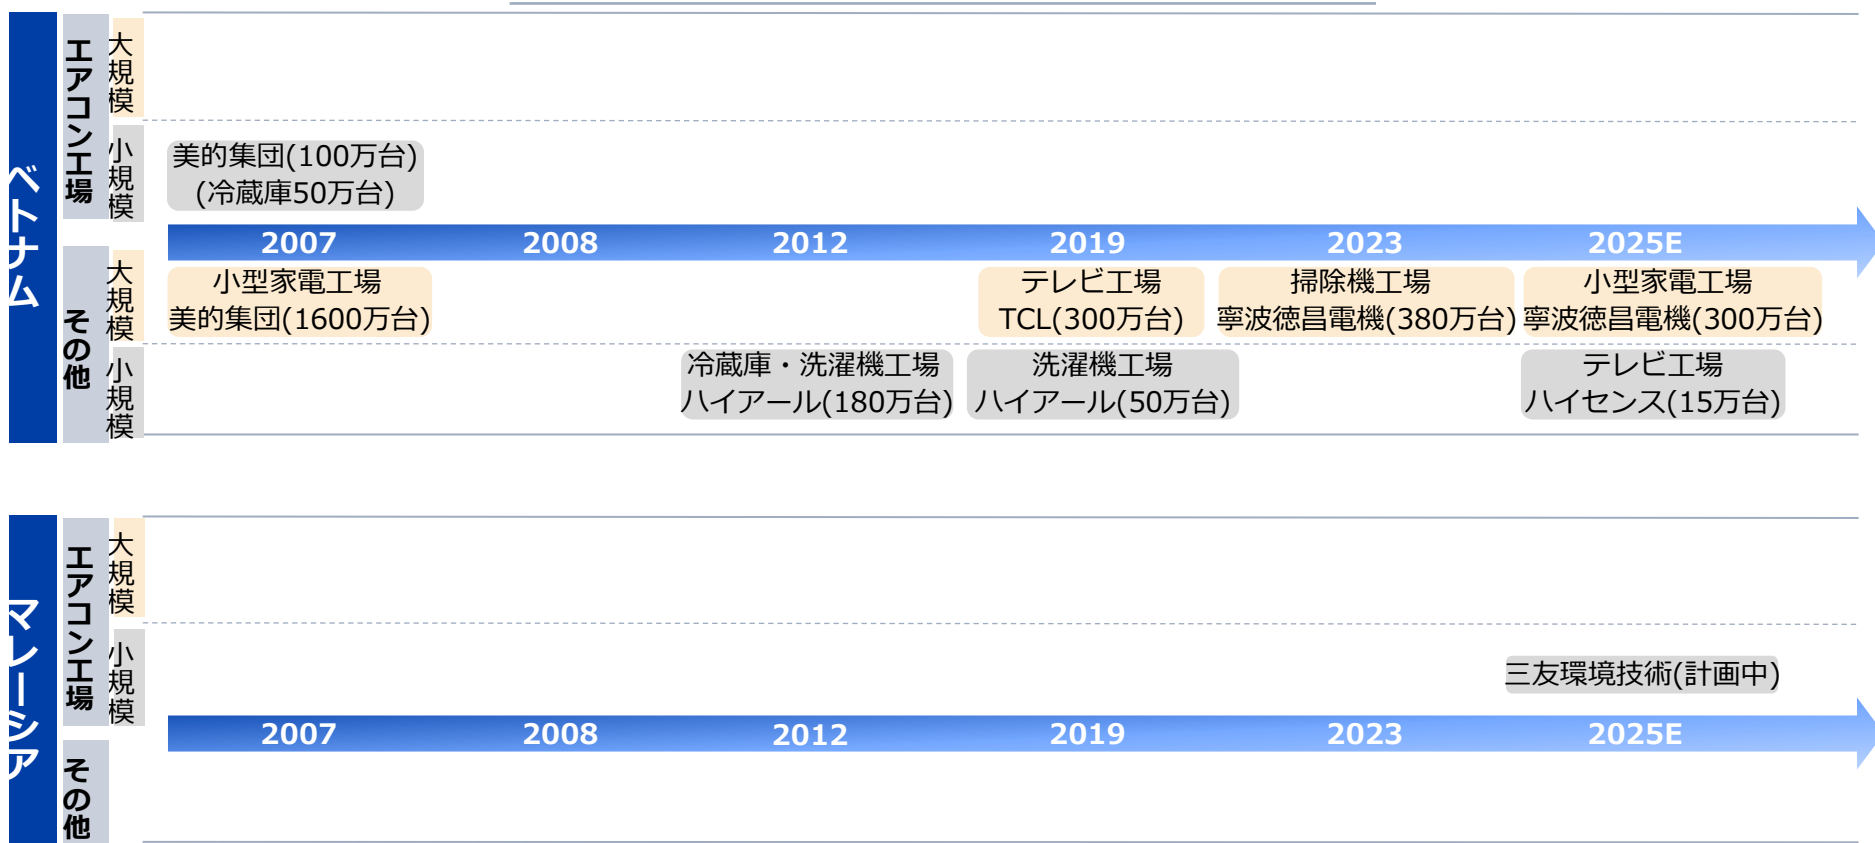 ベトナム
エアコン工場
大規模
小規模
美的集団(100万台)
(冷蔵庫50万台)
2007 2008 2012 2019 2023 2025E
その他
大規模
小型家電工場
美的集団(1600万台)
テレビ工場
TCL(300万台)
掃除機工場
寧波徳昌電機(380万台)
小型家電工場
寧波徳昌電機(300万台)
小規模
冷蔵庫・洗濯機工場
ハイアール(180万台)
洗濯機工場
ハイアール(50万台)
テレビ工場
ハイセンス(15万台)
マレーシア
エアコン工場
大規模
小規模
三友環境技術(計画中)
2007 2008 2012 2019 2023 2025E
その他